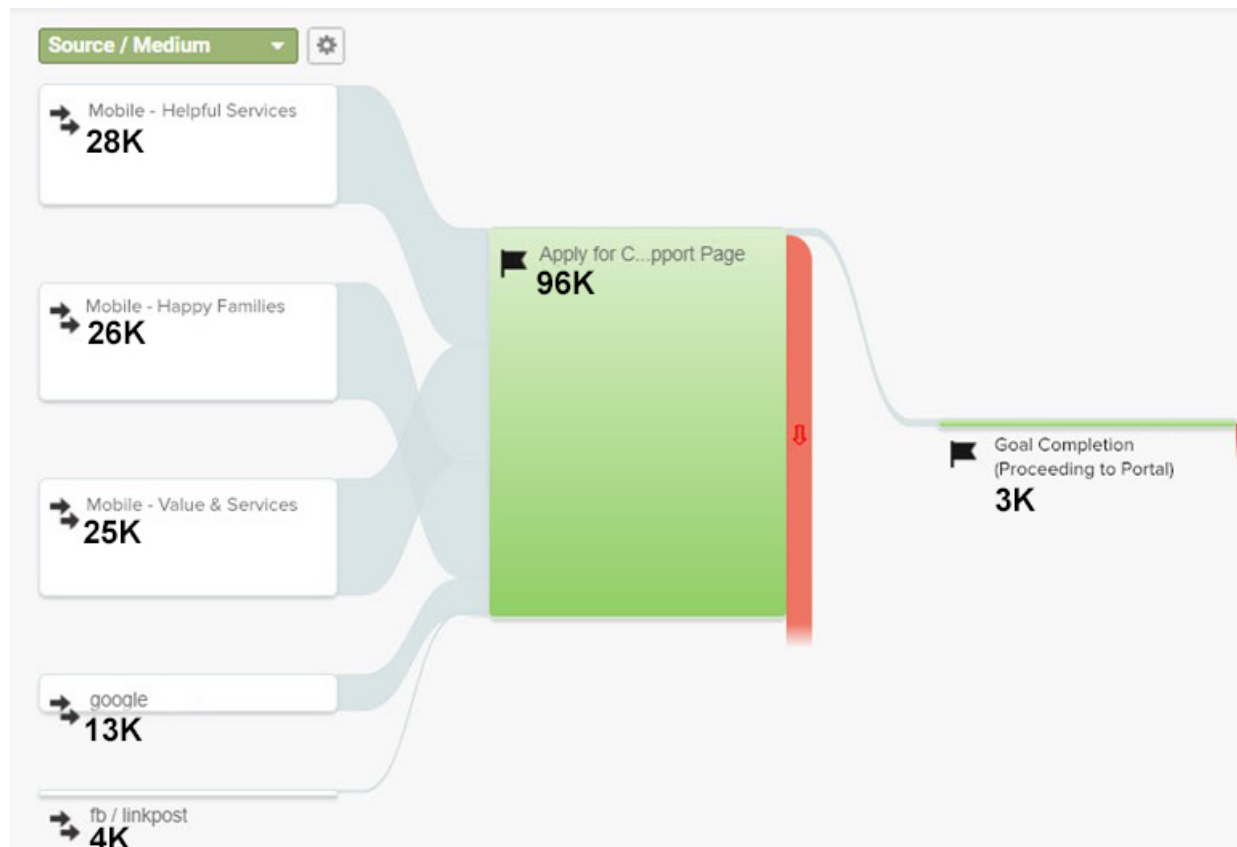 Source / Medium
Mobile - Helpful Services
28K
Mobile - Happy Families
26K
Mobile - Value & Services
25K
google
13K
fb / linkpost
4K
Apply for C...pport Page
96K
Goal Completion
(Proceeding to Portal)
3K